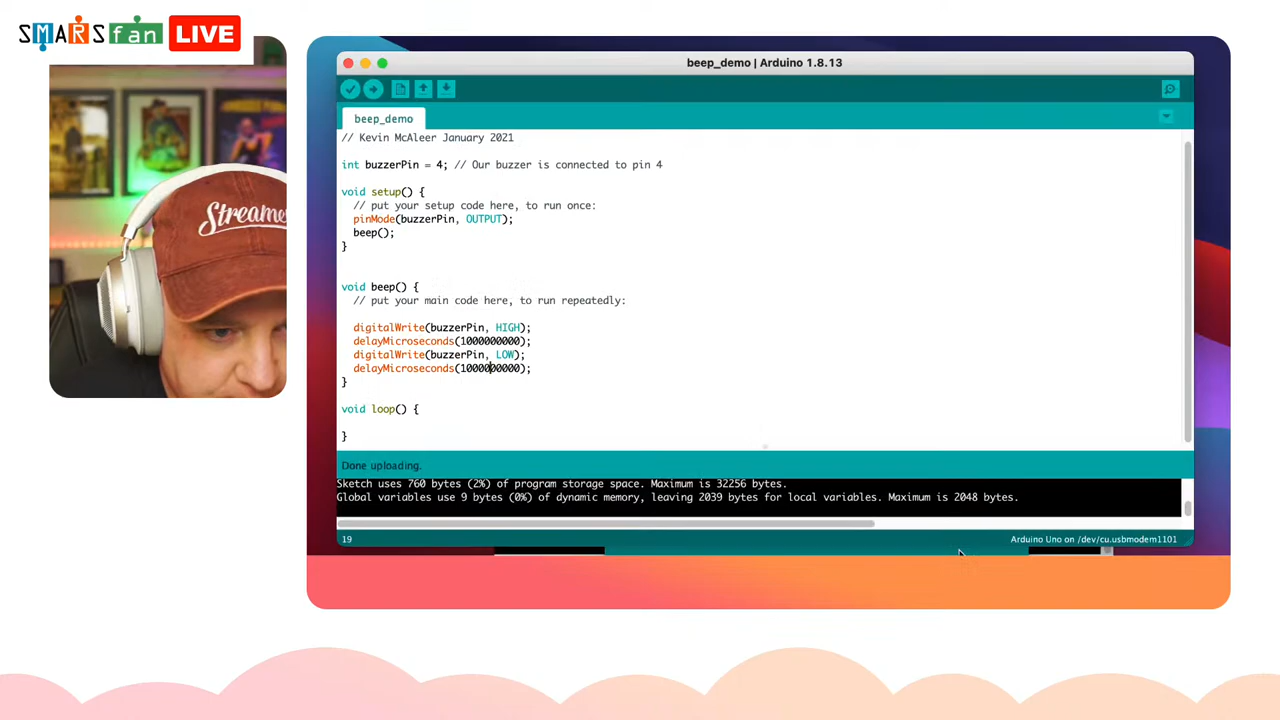 SMARSfan LIVE
beep_demo | Arduino 1.8.13
beep_demo
// Kevin McAleer January 2021
int buzzerPin = 4; // Our buzzer is connected to pin 4
void setup() {
// put your setup code here, to run once:
pinMode(buzzerPin, OUTPUT);
beep();
}
void beep() {
// put your main code here, to run repeatedly:
digitalWrite(buzzerPin, HIGH);
delayMicroseconds(1000000000);
digitalWrite(buzzerPin, LOW);
delayMicroseconds(1000000000);
}
void loop() {
}
Done uploading.
Sketch uses 760 bytes (2%) of program storage space. Maximum is 32256 bytes.
Global variables use 9 bytes (0%) of dynamic memory, leaving 2039 bytes for local variables. Maximum is 2048 bytes.
19
Arduino Uno on /dev/cu.usbmodem1101
Streamer